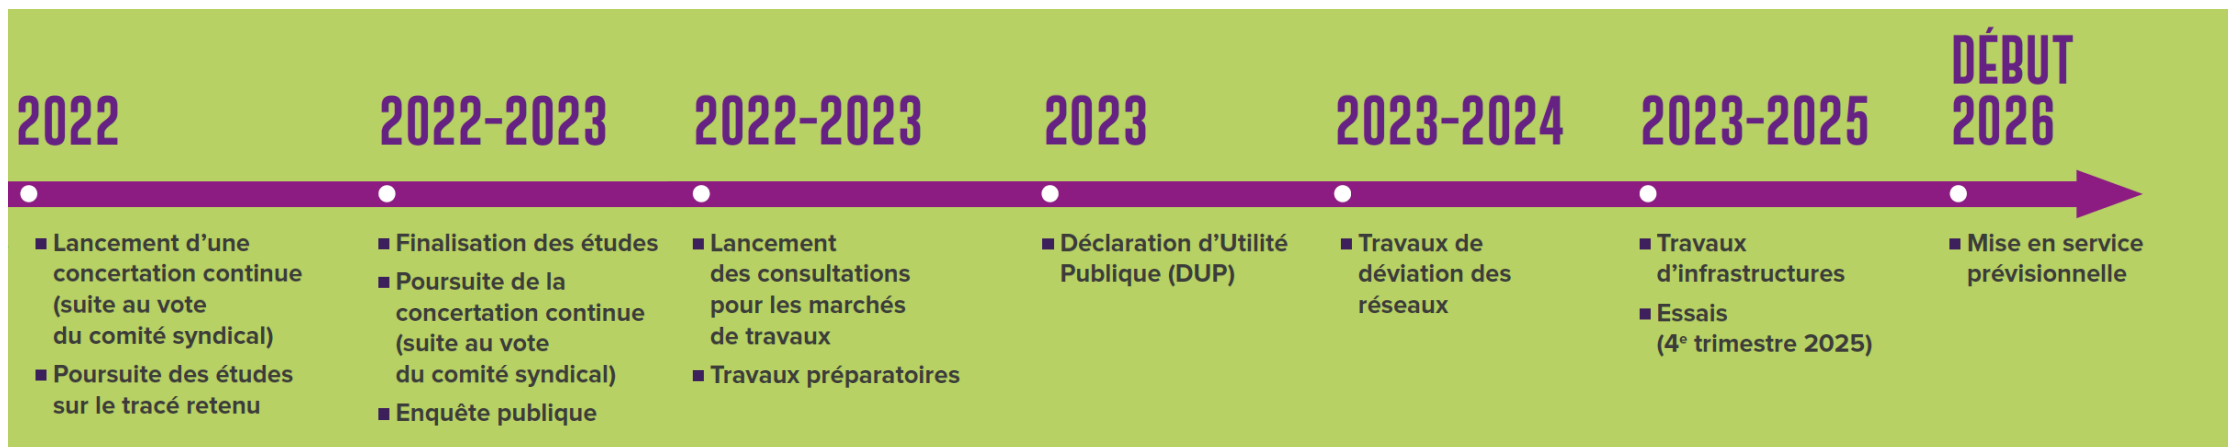 2022
Lancement d’une
concertation continue
(suite au vote
du comité syndical)
Poursuite des études
sur le tracé retenu
2022-2023
Finalisation des études
Poursuite de la
concertation continue
(suite au vote
du comité syndical)
Enquête publique
2022-2023
Lancement
des consultations
pour les marchés
de travaux
Travaux préparatoires
2023
Déclaration d’Utilité
Publique (DUP)
2023-2024
Travaux de
déviation des
réseaux
2023-2025
Travaux
d’infrastructures
Essais
(4e trimestre 2025)
DÉBUT
2026
Mise en service
prévisionnelle